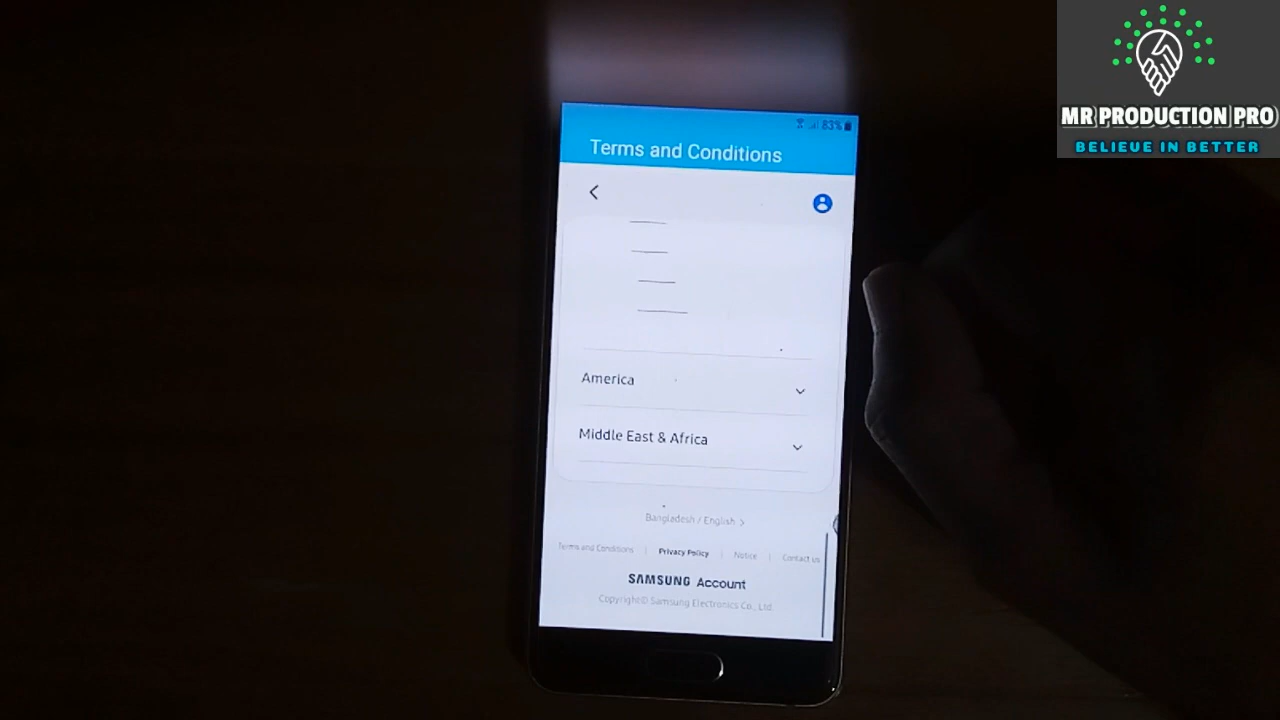 MR PRODUCTION PRO
BELIEVE IN BETTER
83%
Terms and Conditions
America
Middle East & Africa
Bangladesh / English
Terms and Conditions | Privacy Policy | Notice | Contact us
SAMSUNG Account
Copyright© Samsung Electronics Co., Ltd.